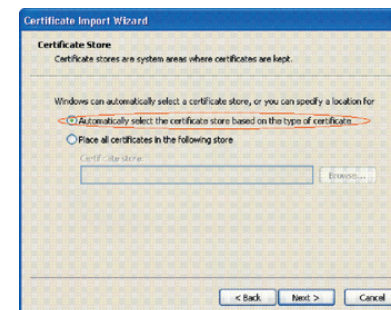 Certificate Import Wizard
Certificate Store
Certificate stores are system areas where certificates are kept.
Windows can automatically select a certificate store, or you can specify a location for
Automatically select the certificate store based on the type of certificate
Place all certificates in the following store
Certificate store:
Browse...
< Back
Next >
Cancel